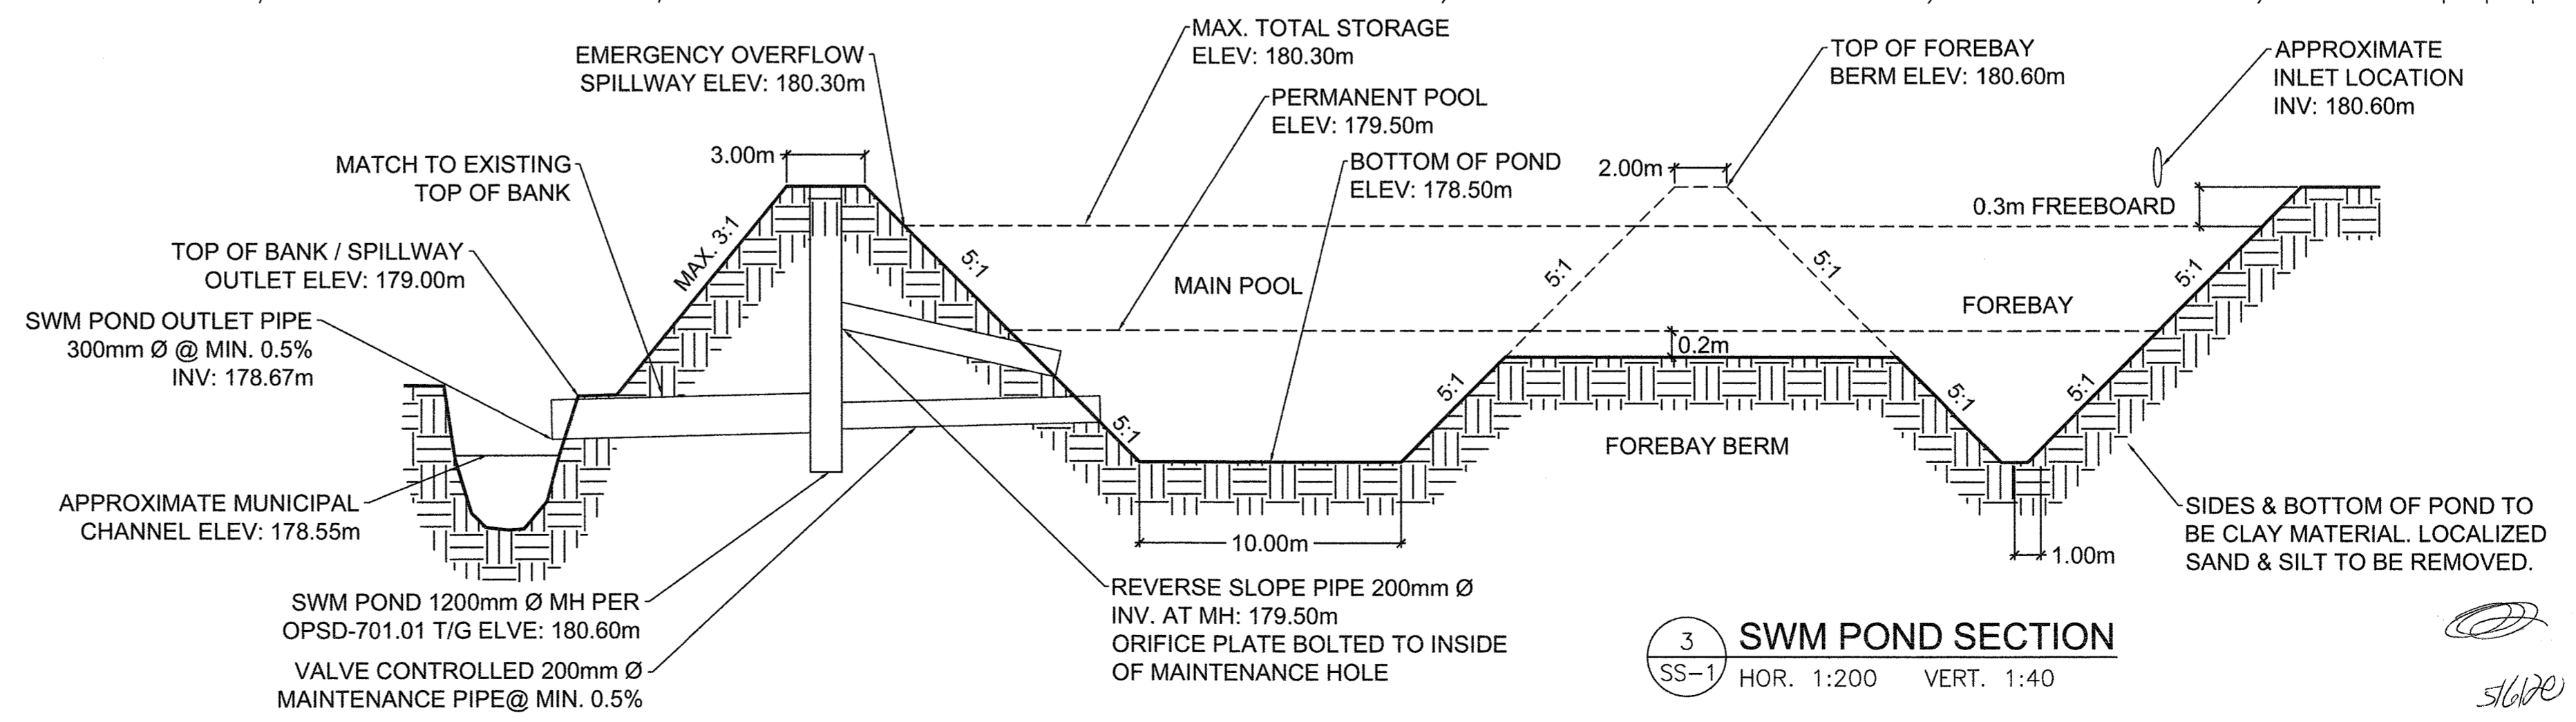 MAX. TOTAL STORAGE
ELEV: 180.30m
EMERGENCY OVERFLOW
SPILLWAY ELEV: 180.30m
TOP OF FOREBAY
BERM ELEV: 180.60m
APPROXIMATE
INLET LOCATION
INV: 180.60m
PERMANENT POOL
ELEV: 179.50m
MATCH TO EXISTING
TOP OF BANK
3.00m
BOTTOM OF POND
ELEV: 178.50m
2.00m
0.3m FREEBOARD
TOP OF BANK / SPILLWAY
OUTLET ELEV: 179.00m
MAX. 3:1
5:1
MAIN POOL
5:1
5:1
FOREBAY
5:1
SWM POND OUTLET PIPE
300mm Ø @ MIN. 0.5%
INV: 178.67m
0.2m
5:1
5:1
5:1
5:1
FOREBAY BERM
APPROXIMATE MUNICIPAL
CHANNEL ELEV: 178.55m
10.00m
1.00m
SIDES & BOTTOM OF POND TO
BE CLAY MATERIAL. LOCALIZED
SAND & SILT TO BE REMOVED.
SWM POND 1200mm Ø MH PER
OPSD-701.01 T/G ELVE: 180.60m
VALVE CONTROLLED 200mm Ø
MAINTENANCE PIPE@ MIN. 0.5%
REVERSE SLOPE PIPE 200mm Ø
INV. AT MH: 179.50m
ORIFICE PLATE BOLTED TO INSIDE
OF MAINTENANCE HOLE
3
SS-1
SWM POND SECTION
HOR. 1:200 VERT. 1:40